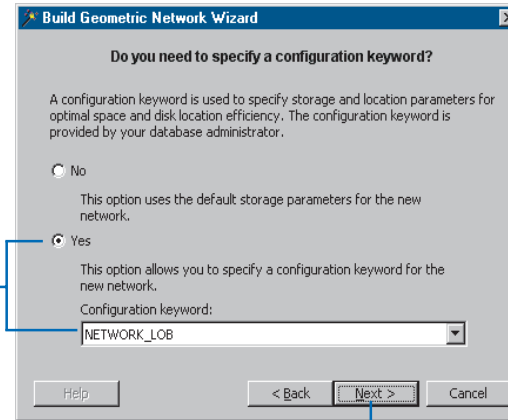 Build Geometric Network Wizard
Do you need to specify a configuration keyword?
A configuration keyword is used to specify storage and location parameters for
optimal space and disk location efficiency. The configuration keyword is
provided by your database administrator.
No
This option uses the default storage parameters for the new
network.
Yes
This option allows you to specify a configuration keyword for the
new network.
Configuration keyword:
NETWORK_LOB
Help
< Back
Next >
Cancel